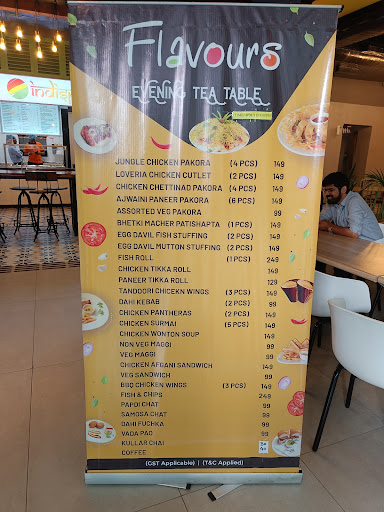 Flavours
EVENING TEA TABLE
indis
JUNGLE CHICKEN PAKORA (4 PCS) 149
LOVERIA CHICKEN CUTLET (2 PCS) 149
CHICKEN CHETTINAD PAKORA (4 PCS) 149
AJWAINI PANEER PAKORA (6 PCS) 149
ASSORTED VEG PAKORA 99
BHETKI MACHER PATISHAPTA (1 PCS) 149
EGG DAVIL FISH STUFFING (2 PCS) 149
EGG DAVIL MUTTON STUFFING (2 PCS) 149
FISH ROLL (1 PCS) 249
CHICKEN TIKKA ROLL 149
PANEER TIKKA ROLL 129
TANDOORI CHICEKN WINGS (3 PCS) 149
DAHI KEBAB (2 PCS) 99
CHICKEN PANTHERAS (2 PCS) 99
CHICKEN SURMAI (5 PCS) 149
CHICKEN WONTON SOUP 149
NON VEG MAGGI 99
VEG MAGGI 99
CHICKEN AFGANI SANDWICH 149
VEG SANDWICH 99
BBQ CHICKEN WINGS (3 PCS) 149
FISH & CHIPS 249
PAPDI CHAT 99
SAMOSA CHAT 99
DAHI FUCHKA 99
VADA PAO 99
KULLAR CHAI
COFFEE
(GST Applicable) | (T&C Applied)